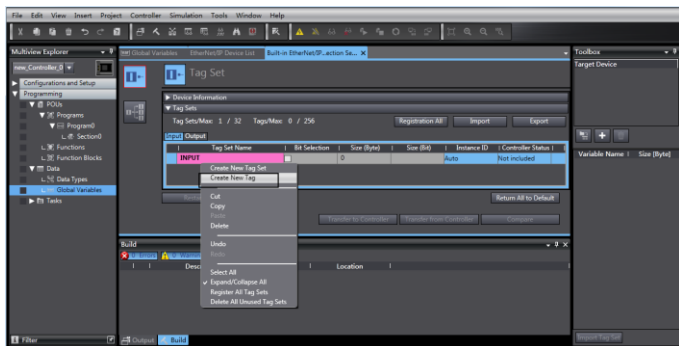 File Edit View Insert Project Controller Simulation Tools Window Help
Multiview Explorer
new_Controller_0
Configurations and Setup
Programming
POUs
Programs
Program0
Section0
Functions
Function Blocks
Data
Data Types
Global Variables
Tasks
Filter
Global Variables EtherNet/IP Device List Built-in EtherNet/IP...ection Se... X
Tag Set
Device Information
Tag Sets
Tag Sets/Max: 1 / 32 Tags/Max: 0 / 256 Registration All Import Export
Input Output
Tag Set Name Bit Selection Size (Byte) Size (Bit) Instance ID Controller Status
INPUT 0 Auto Not included
Create New Tag Set
Create New Tag
Cut
Copy
Paste
Delete
Undo
Redo
Select All
Expand/Collapse All
Register All Tag Sets
Delete All Unused Tag Sets
Return All to Default
Transfer to Controller Transfer from Controller Compare
Build
0 Errors 0
Location
Output Build
Toolbox
Target Device
Variable Name Size (Byte)
Import Tag Set